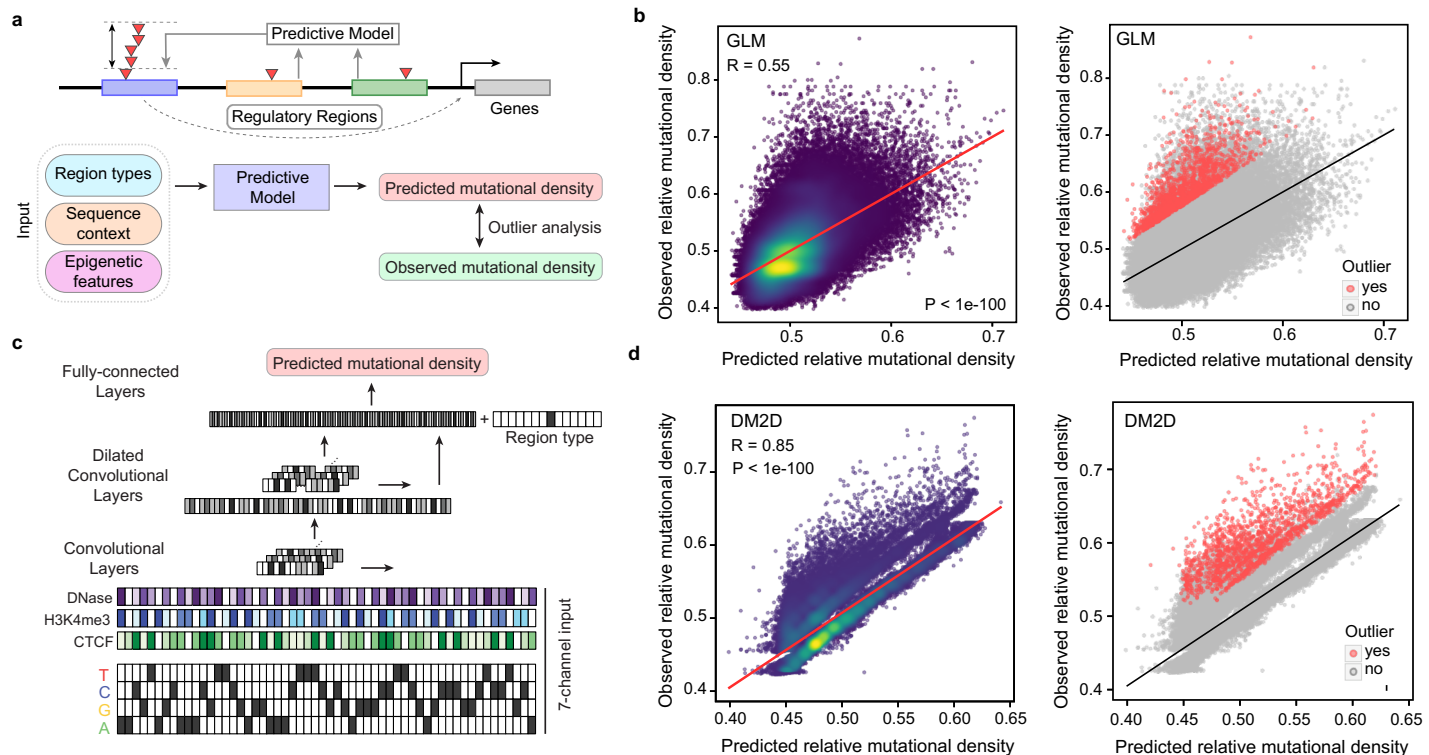 a
Predictive Model
Regulatory Regions
Genes
Input
Region types
Sequence
context
Epigenetic
features
Predictive
Model
Predicted mutational density
Outlier analysis
Observed mutational density
b
Observed relative mutational density
GLM
R = 0.55
P < 1e-100
0.8
0.7
0.6
0.5
0.4
0.5
0.6
0.7
Predicted relative mutational density
Observed relative mutational density
GLM
0.8
0.7
0.6
0.5
0.4
Outlier
yes
no
0.5
0.6
0.7
Predicted relative mutational density
c
Predicted mutational density
Fully-connected
Layers
+
Region type
Dilated
Convolutional
Layers
Convolutional
Layers
DNase
H3K4me3
CTCF
T
C
G
A
7-channel input
d
Observed relative mutational density
DM2D
R = 0.85
P < 1e-100
0.7
0.6
0.5
0.4
0.40
0.45
0.50
0.55
0.60
0.65
Predicted relative mutational density
Observed relative mutational density
DM2D
0.7
0.6
0.5
0.4
Outlier
yes
no
0.40
0.45
0.50
0.55
0.60
0.65
Predicted relative mutational density